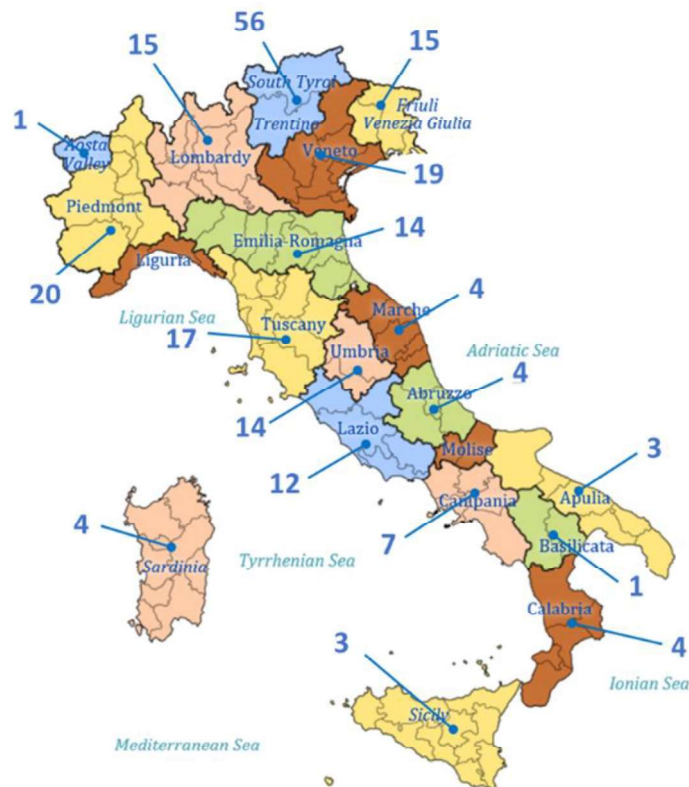 56
15
15
South Tyrol
Friuli
Venezia Giulia
1
Aosta
Valley
Trentino
Lombardy
Veneto
19
Piedmont
Emilia-Romagna
14
20
Liguria
Ligurian Sea
Marche
4
Tuscany
17
Umbria
Adriatic Sea
4
Abruzzo
14
Lazio
Molise
3
12
Campania
Apulia
4
7
Basilicata
Sardinia
Tyrrhenian Sea
1
Calabria
4
3
Ionian Sea
Sicily
Mediterranean Sea